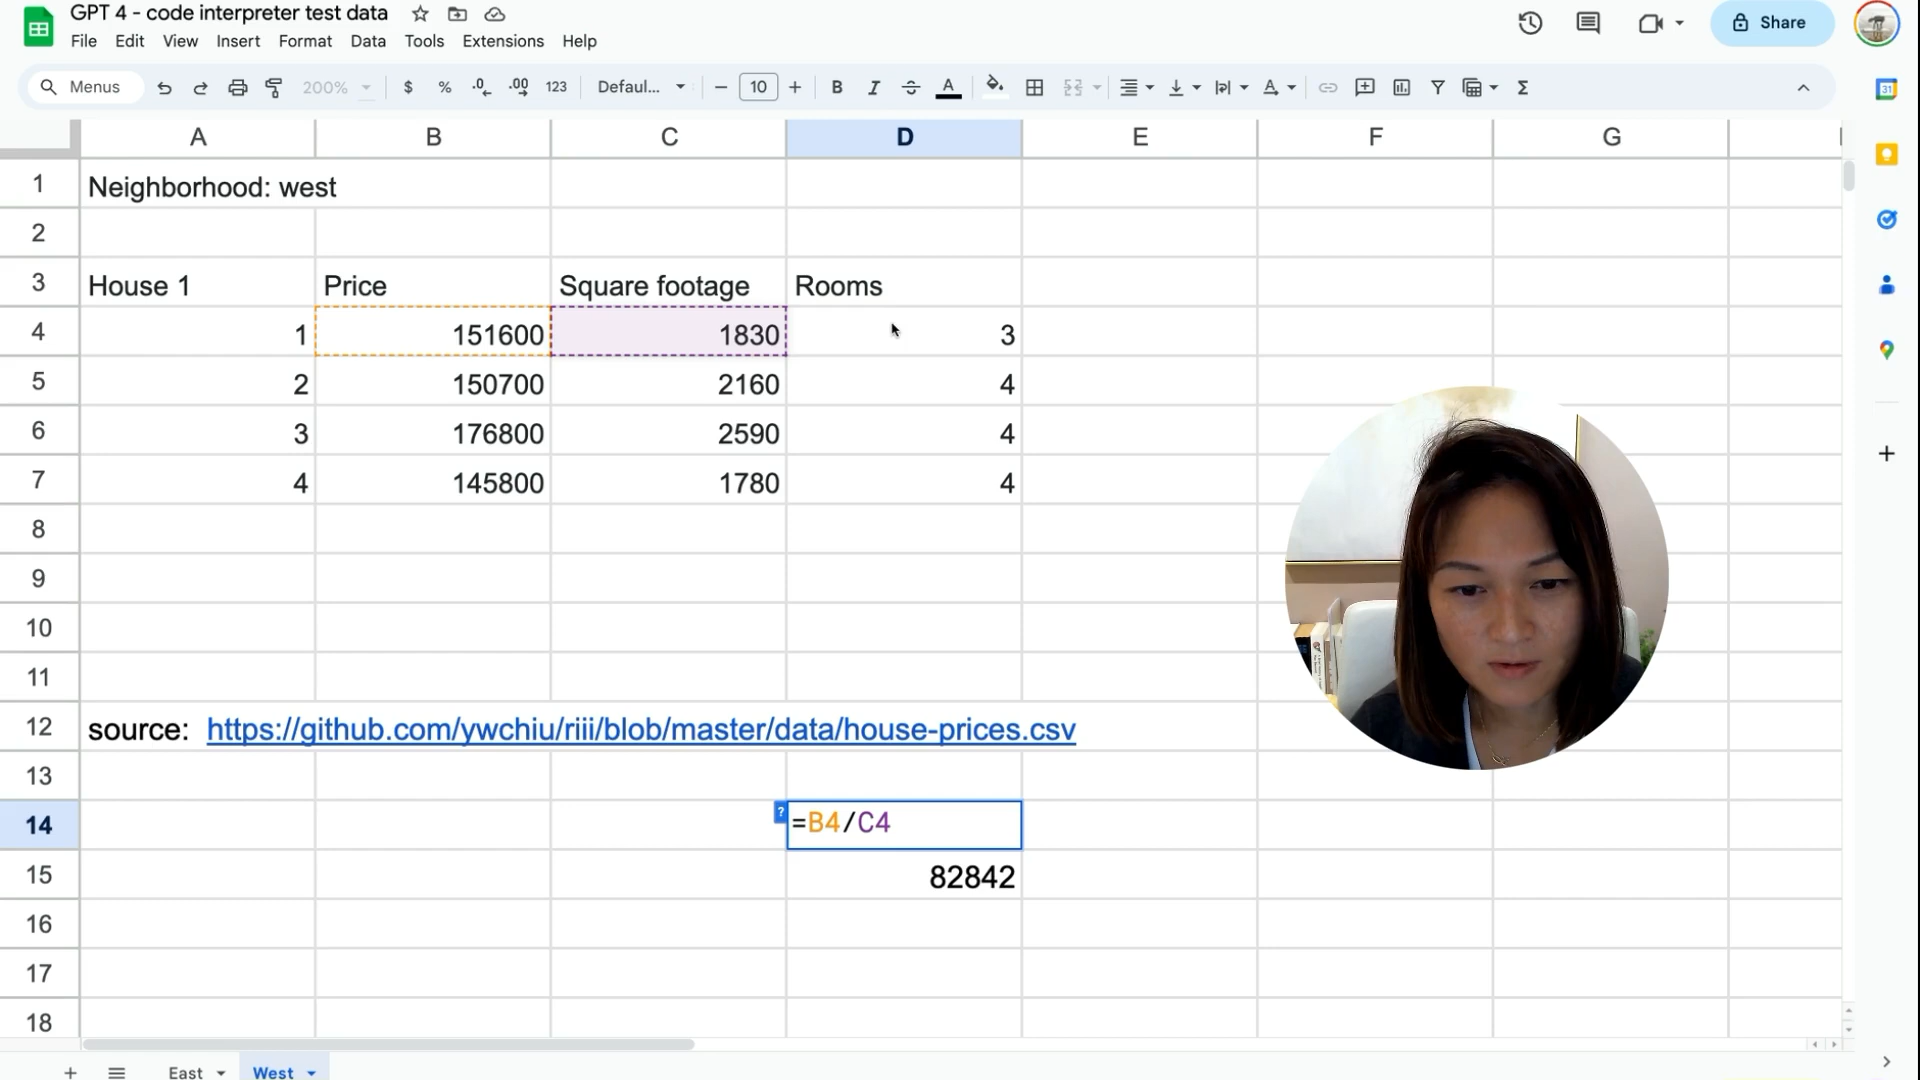 GPT 4 - code interpreter test data
File Edit View Insert Format Data Tools Extensions Help
Share
Menus 200% $ % .0 .00 123 Defaul... 10 B I A Σ
31
A B C D E F G
1 Neighborhood: west
2
3 House 1 Price Square footage Rooms
4 1 151600 1830 3
5 2 150700 2160 4
6 3 176800 2590 4
7 4 145800 1780 4
8
9
10
11
12 source: https://github.com/ywchiu/riii/blob/master/data/house-prices.csv
13
14 ? =B4/C4
15 82842
16
17
18
East West